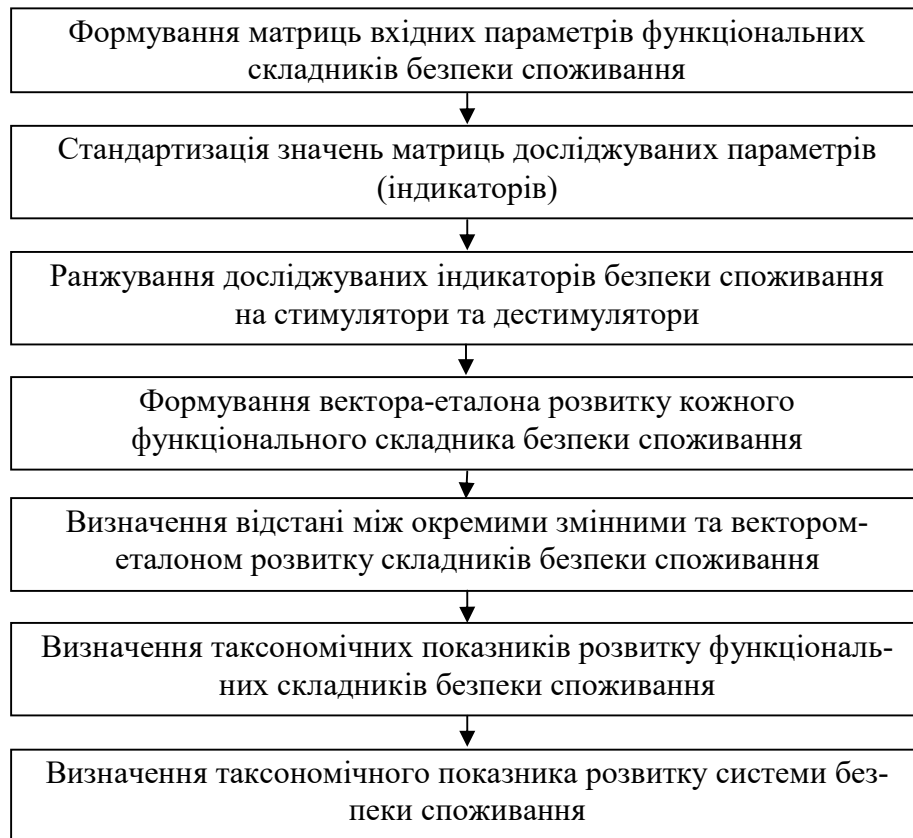 Формування матриць вхідних параметрів функціональних
складників безпеки споживання
Стандартизація значень матриць досліджуваних параметрів
(індикаторів)
Ранжування досліджуваних індикаторів безпеки споживання
на стимулятори та дестимулятори
Формування вектора-еталона розвитку кожного
функціонального складника безпеки споживання
Визначення відстані між окремими змінними та вектором-
еталоном розвитку складників безпеки споживання
Визначення таксономічних показників розвитку функціональ-
них складників безпеки споживання
Визначення таксономічного показника розвитку системи без-
пеки споживання